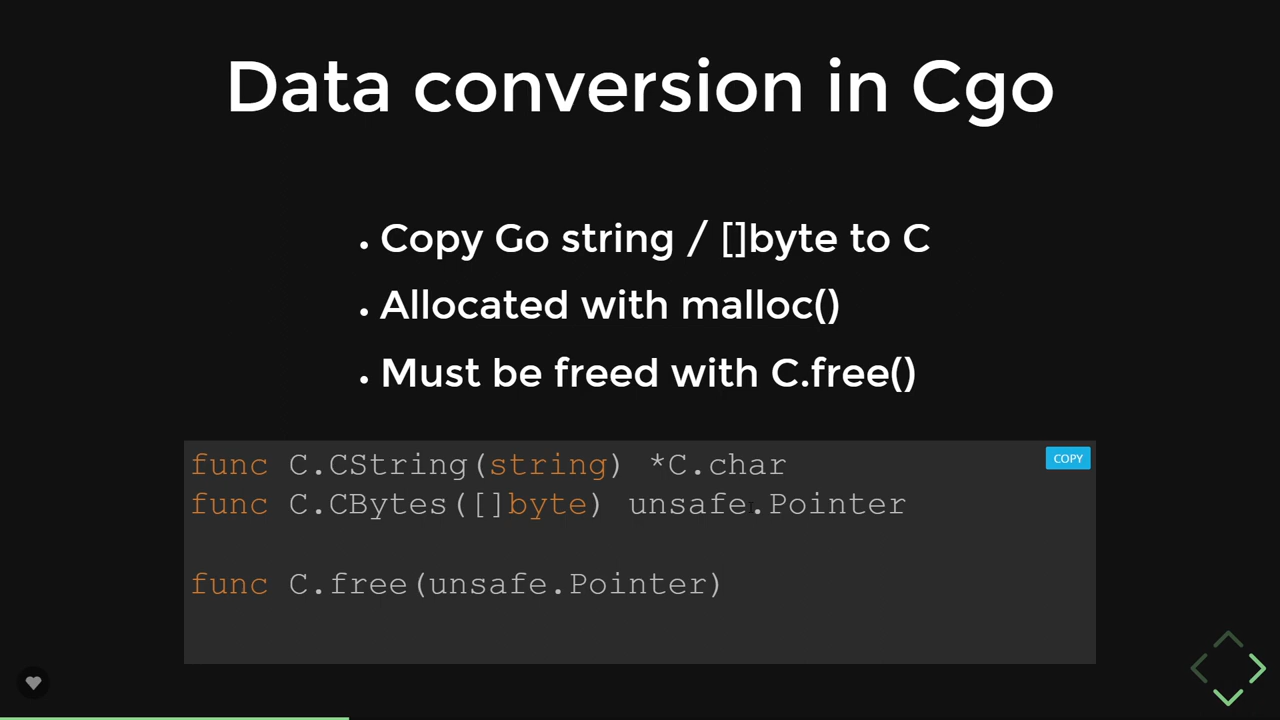 Data conversion in Cgo
• Copy Go string / []byte to C
• Allocated with malloc()
• Must be freed with C.free()
COPY
func C.CString(string) *C.char
func C.CBytes([]byte) unsafe.Pointer
func C.free(unsafe.Pointer)